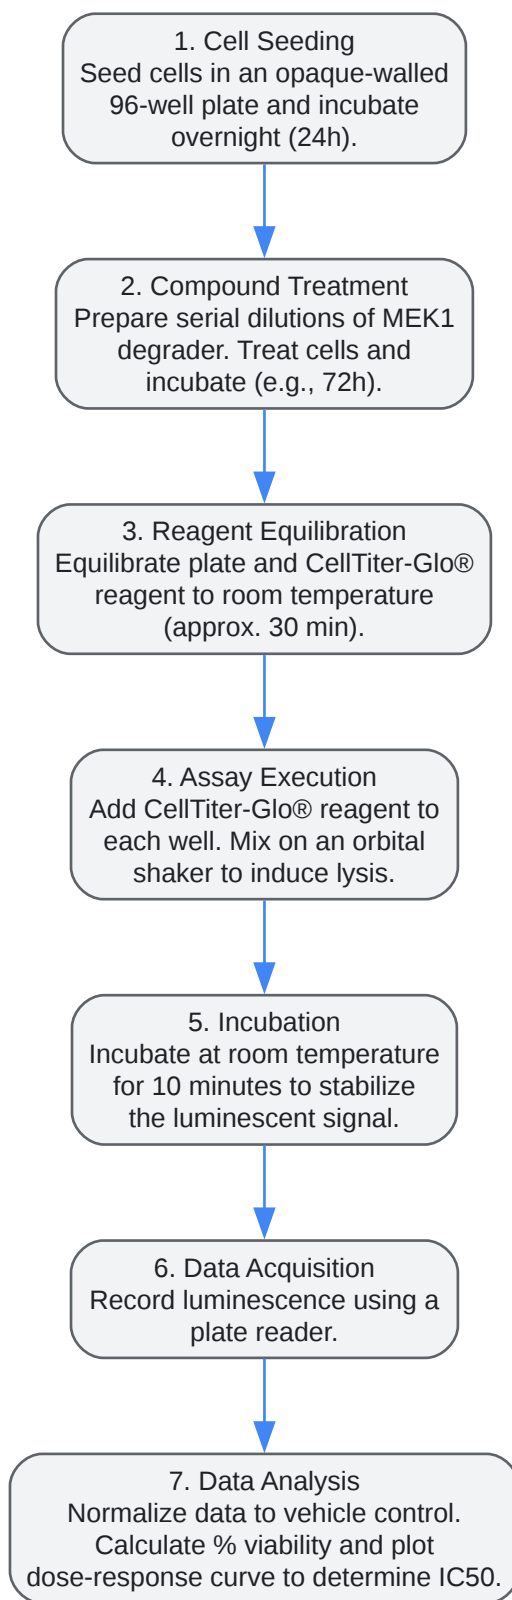 1. Cell Seeding
Seed cells in an opaque-walled
96-well plate and incubate
overnight (24h).
2. Compound Treatment
Prepare serial dilutions of MEK1
degrader. Treat cells and
incubate (e.g., 72h).
3. Reagent Equilibration
Equilibrate plate and CellTiter-Glo®
reagent to room temperature
(approx. 30 min).
4. Assay Execution
Add CellTiter-Glo® reagent to
each well. Mix on an orbital
shaker to induce lysis.
5. Incubation
Incubate at room temperature
for 10 minutes to stabilize
the luminescent signal.
6. Data Acquisition
Record luminescence using a
plate reader.
7. Data Analysis
Normalize data to vehicle control.
Calculate % viability and plot
dose-response curve to determine IC50.